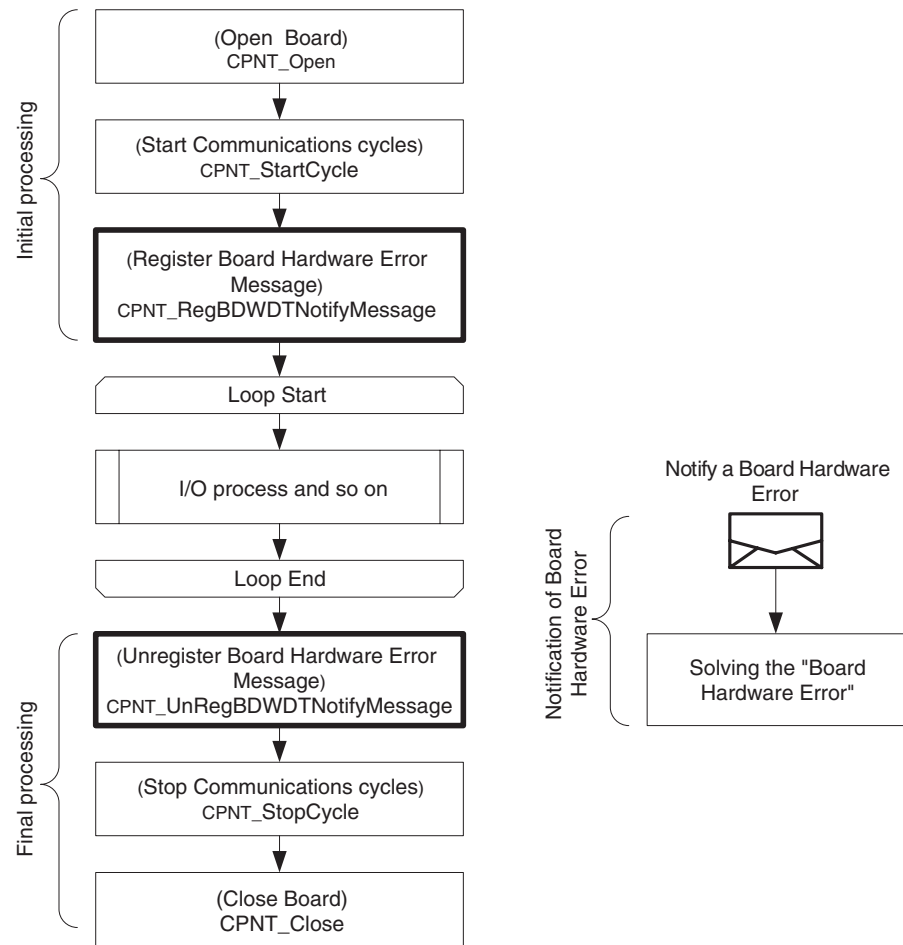 Initial processing
(Open Board)
CPNT_Open
(Start Communications cycles)
CPNT_StartCycle
(Register Board Hardware Error
Message)
CPNT_RegBDWDTNotifyMessage
Loop Start
I/O process and so on
Loop End
Final processing
(Unregister Board Hardware Error
Message)
CPNT_UnRegBDWDTNotifyMessage
(Stop Communications cycles)
CPNT_StopCycle
(Close Board)
CPNT_Close
Notification of Board
Hardware Error
Notify a Board Hardware
Error
Solving the "Board
Hardware Error"